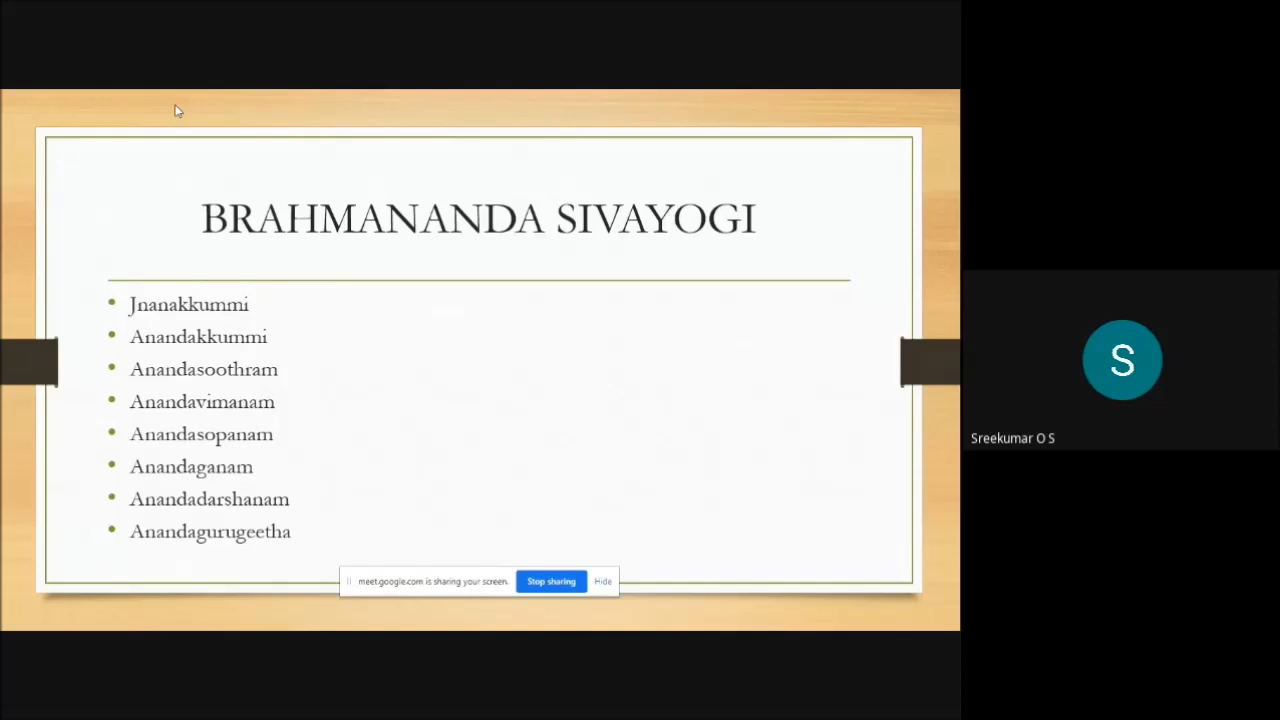 BRAHMANANDA SIVAYOGI
• Jnanakkummi
• Anandakkummi
• Anandasoothram
• Anandavimanam
• Anandasopanam
• Anandaganam
• Anandadarshanam
• Anandagurugeetha
meet.google.com is sharing your screen. Stop sharing Hide
S
Sreekumar O S